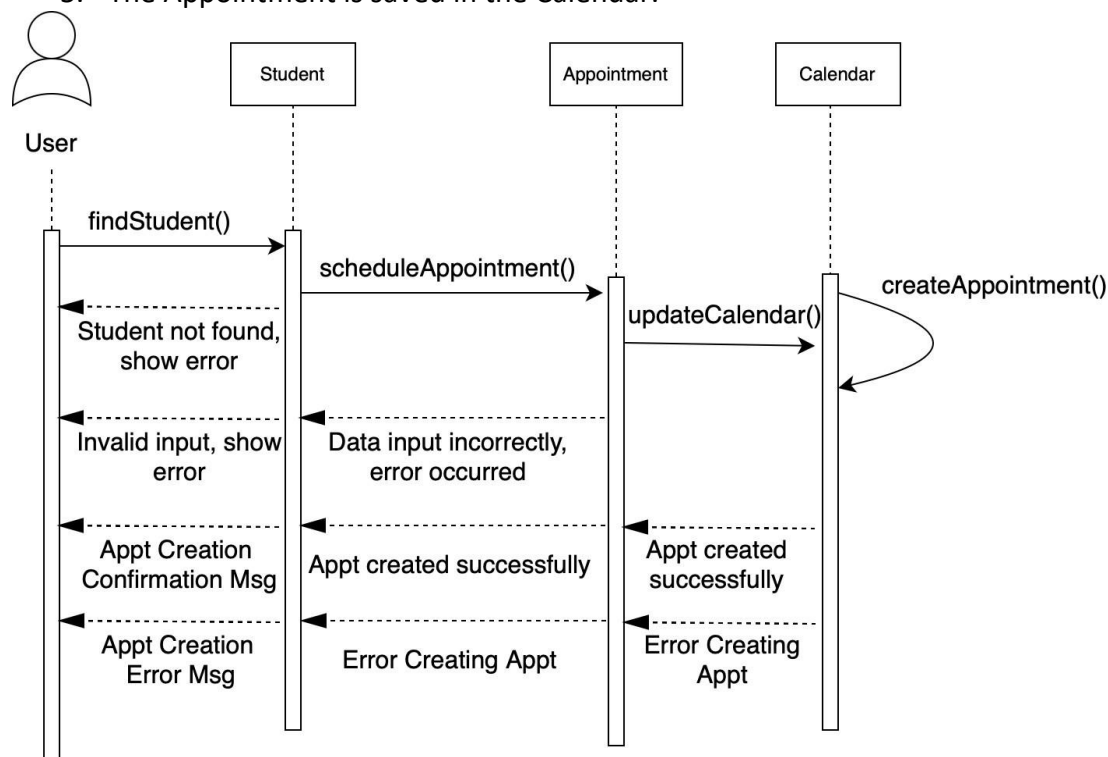 3. The Appointment is saved in the Calendar.
Student
Appointment
Calendar
User
findStudent()
scheduleAppointment()
createAppointment()
updateCalendar()
Student not found,
show error
Invalid input, show
error
Data input incorrectly,
error occurred
Appt Creation
Confirmation Msg
Appt created successfully
Appt created
successfully
Appt Creation
Error Msg
Error Creating Appt
Error Creating
Appt